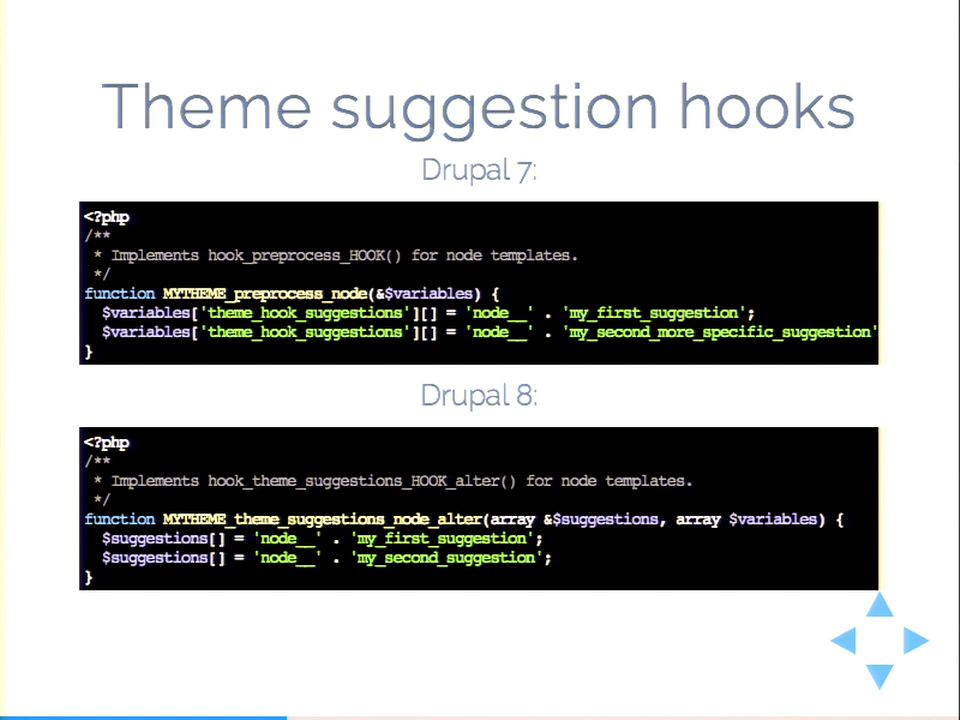 Theme suggestion hooks
Drupal 7:
<?php
/**
 * Implements hook_preprocess_HOOK() for node templates.
 */
function MYTHEME_preprocess_node(&$variables) {
  $variables['theme_hook_suggestions'][] = 'node__' . 'my_first_suggestion';
  $variables['theme_hook_suggestions'][] = 'node__' . 'my_second_more_specific_suggestion'
}
Drupal 8:
<?php
/**
 * Implements hook_theme_suggestions_HOOK_alter() for node templates.
 */
function MYTHEME_theme_suggestions_node_alter(array &$suggestions, array $variables) {
  $suggestions[] = 'node__' . 'my_first_suggestion';
  $suggestions[] = 'node__' . 'my_second_suggestion';
}